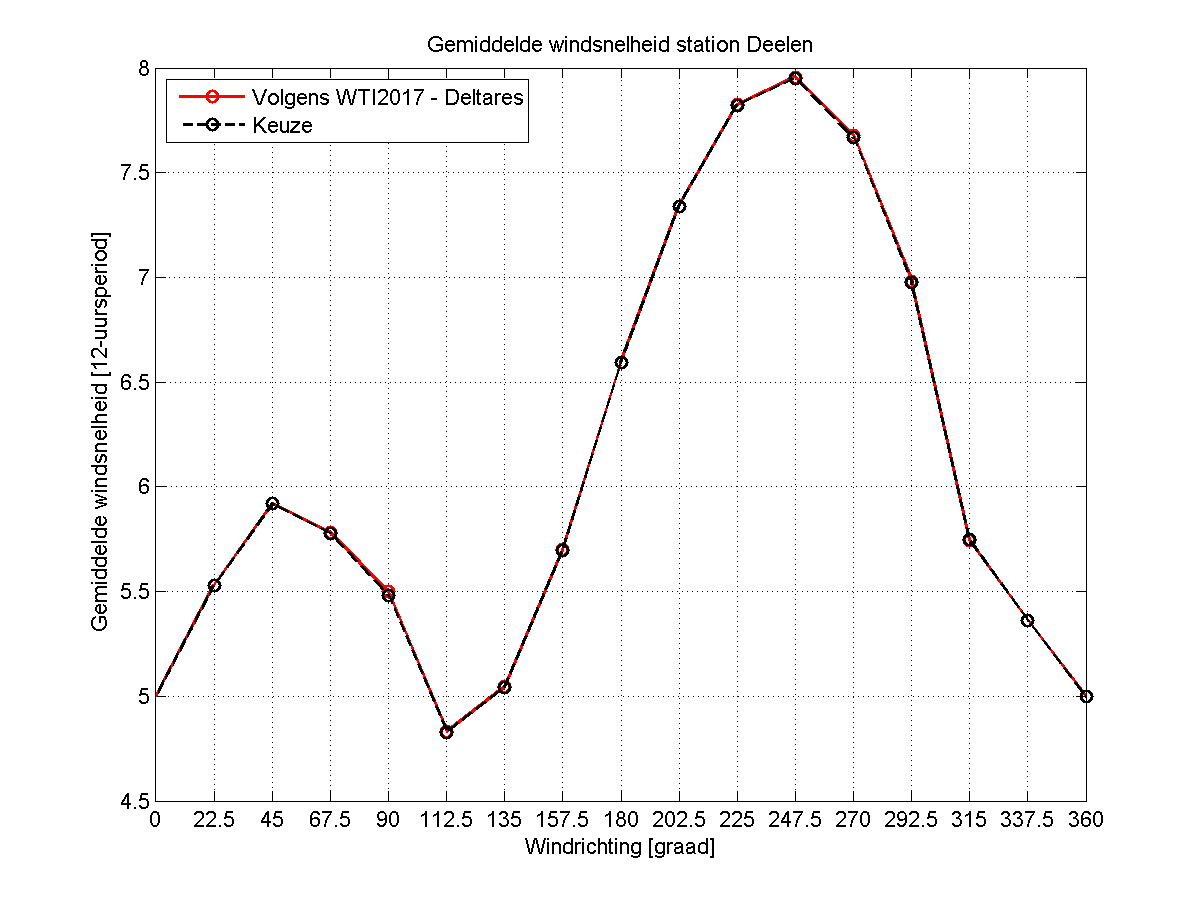 Gemiddelde windsnelheid station Deelen
Volgens WTI2017 - Deltares
Keuze
8
7.5
7
6.5
6
5.5
5
4.5
Gemiddelde windsnelheid [12-uursperiod]
0 22.5 45 67.5 90 112.5 135 157.5 180 202.5 225 247.5 270 292.5 315 337.5 360
Windrichting [graad]